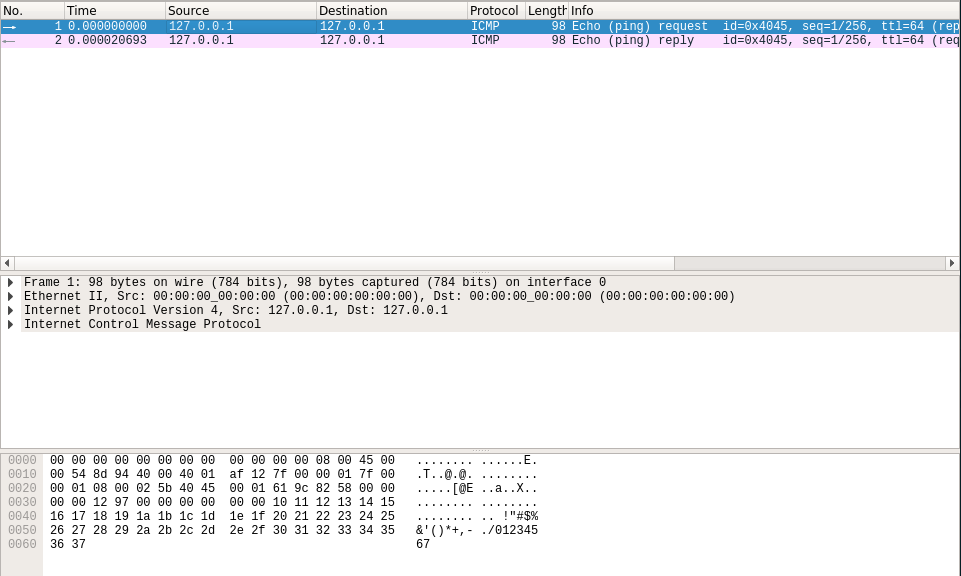 No. Time Source Destination Protocol Length Info
1 0.000000000 127.0.0.1 127.0.0.1 ICMP 98 Echo (ping) request id=0x4045, seq=1/256, ttl=64 (rep
2 0.000020693 127.0.0.1 127.0.0.1 ICMP 98 Echo (ping) reply id=0x4045, seq=1/256, ttl=64 (req
Frame 1: 98 bytes on wire (784 bits), 98 bytes captured (784 bits) on interface 0
Ethernet II, Src: 00:00:00_00:00:00 (00:00:00:00:00:00), Dst: 00:00:00_00:00:00 (00:00:00:00:00:00)
Internet Protocol Version 4, Src: 127.0.0.1, Dst: 127.0.0.1
Internet Control Message Protocol
0000 00 00 00 00 00 00 00 00 00 00 00 00 08 00 45 00 ........ ......E.
0010 00 54 8d 94 40 00 40 01 af 12 7f 00 00 01 7f 00 .T..@.@. ........
0020 00 01 08 00 02 5b 40 45 00 01 61 9c 82 58 00 00 .....[@E ..a..X..
0030 00 00 12 97 00 00 00 00 00 00 10 11 12 13 14 15 ........ ........
0040 16 17 18 19 1a 1b 1c 1d 1e 1f 20 21 22 23 24 25 ........ .. !"#$%
0050 26 27 28 29 2a 2b 2c 2d 2e 2f 30 31 32 33 34 35 &'()*+,- ./012345
0060 36 37 67